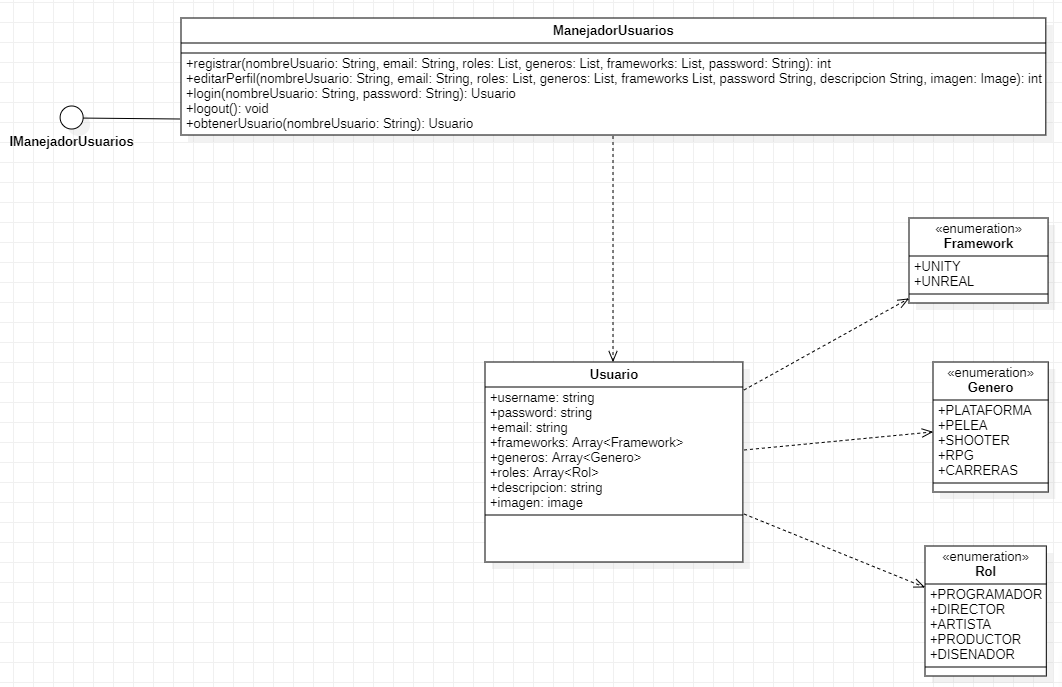 ManejadorUsuarios
+registrar(nombreUsuario: String, email: String, roles: List, generos: List, frameworks: List, password: String): int
+editarPerfil(nombreUsuario: String, email: String, roles: List, generos: List, frameworks List, password String, descripcion String, imagen: Image): int
+login(nombreUsuario: String, password: String): Usuario
+logout(): void
+obtenerUsuario(nombreUsuario: String): Usuario
IManejadorUsuarios
«enumeration»
Framework
+UNITY
+UNREAL
Usuario
+username: string
+password: string
+email: string
+frameworks: Array<Framework>
+generos: Array<Genero>
+roles: Array<Rol>
+descripcion: string
+imagen: image
«enumeration»
Genero
+PLATAFORMA
+PELEA
+SHOOTER
+RPG
+CARRERAS
«enumeration»
Rol
+PROGRAMADOR
+DIRECTOR
+ARTISTA
+PRODUCTOR
+DISENADOR